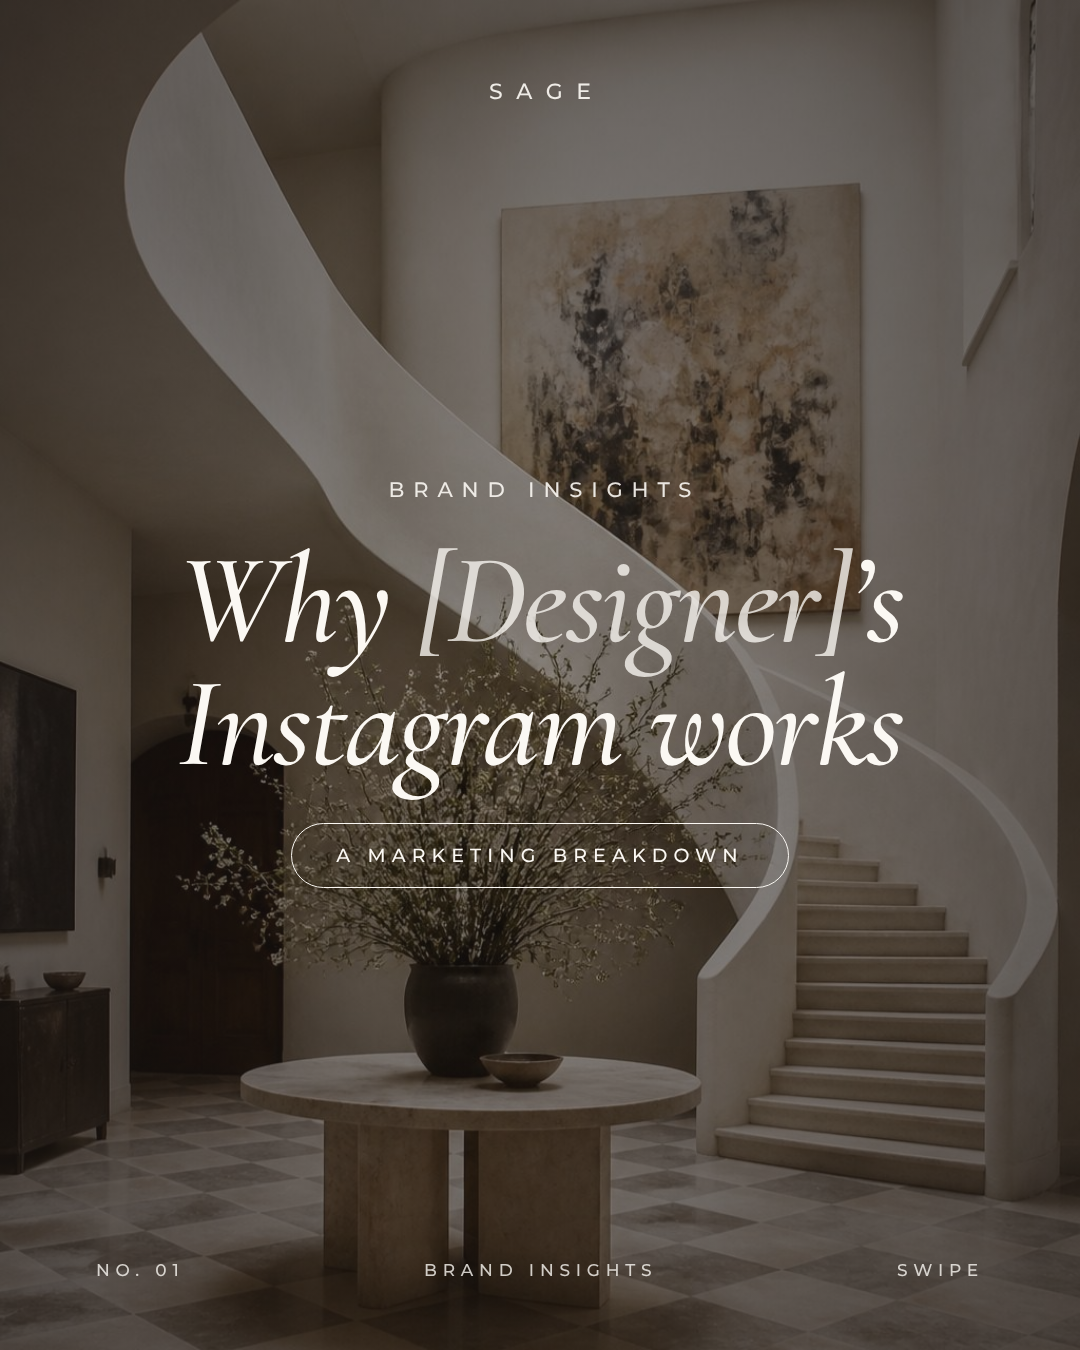 SAGE
BRAND INSIGHTS
Why [Designer]’s
Instagram works
A MARKETING BREAKDOWN
NO. 01
BRAND INSIGHTS
SWIPE